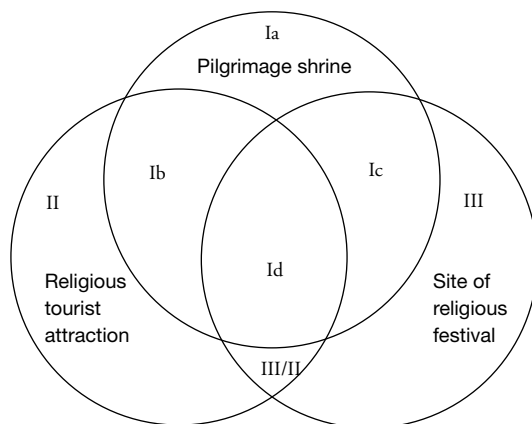 Ia
Pilgrimage shrine
Ib
Ic
II
III
Id
Religious
tourist
attraction
Site of
religious
festival
III/II